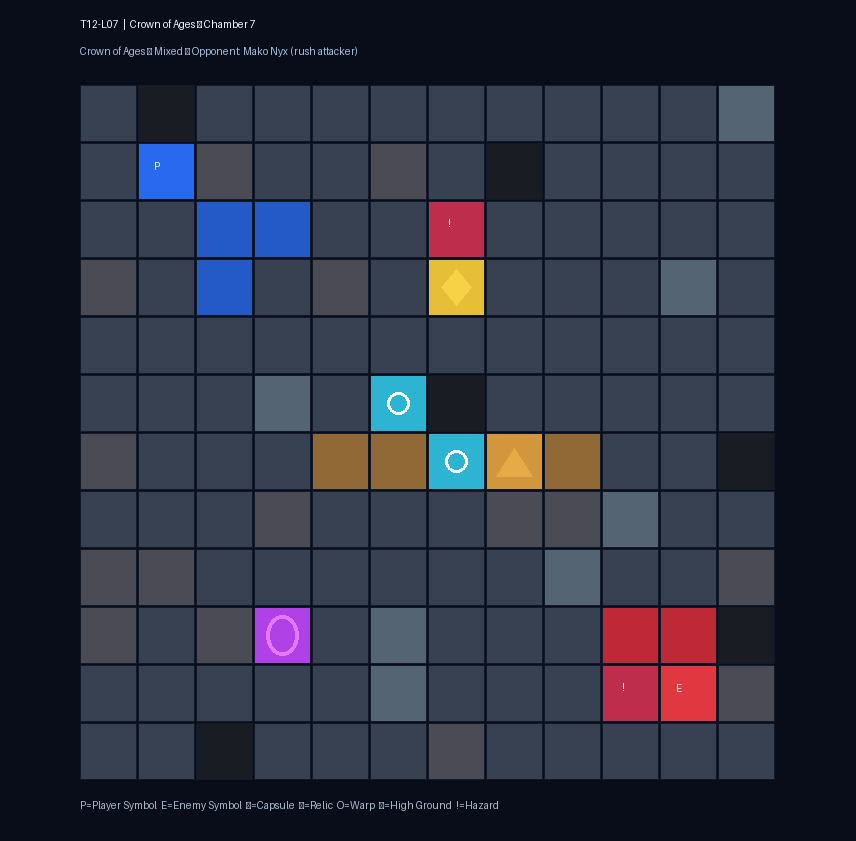 T12-L07 | Crown of Ages▯Chamber 7
Crown of Ages▯Mixed ▯Opponent: Mako Nyx (rush attacker)
P
!
!
E
P=Player Symbol  E=Enemy Symbol  ▯=Capsule  ▯=Relic  O=Warp  ▯=High Ground  !=Hazard